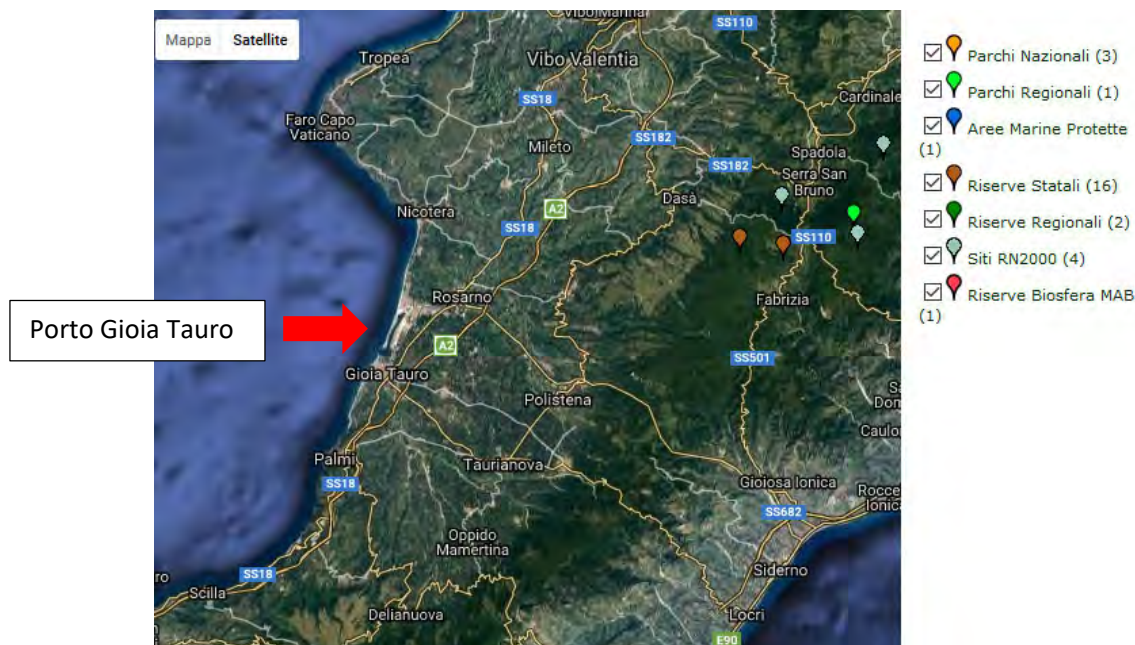 Mappa Satellite
Vibo Marina
SS110
Tropea
Vibo Valentia
SS18
Cardinale
Faro Capo
Vaticano
SS182
Mileto
Spadola
SS182
Serra San
Bruno
Dasà
A2
Nicotera
SS18
SS110
Rosarno
Fabrizia
A2
SS501
Gioia Tauro
Polistena
Palmi
Taurianova
SS18
Gioiosa Ionica
SS682
Oppido
Mamertina
SS18
Siderno
Scilla
Delianuova
Locri
E90
Porto Gioia Tauro
Parchi Nazionali (3)
Parchi Regionali (1)
Aree Marine Protette
(1)
Riserve Statali (16)
Riserve Regionali (2)
Siti RN2000 (4)
Riserve Biosfera MAB
(1)